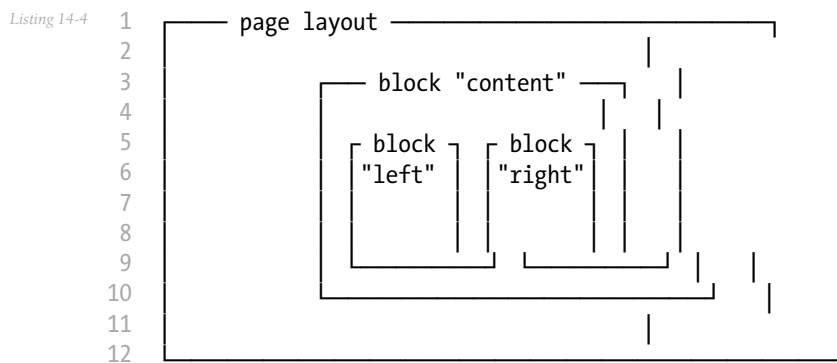 Listing 14-4
1 page layout
2
3 block "content"
4
5 block block
6 "left" "right"
7
8
9
10
11
12